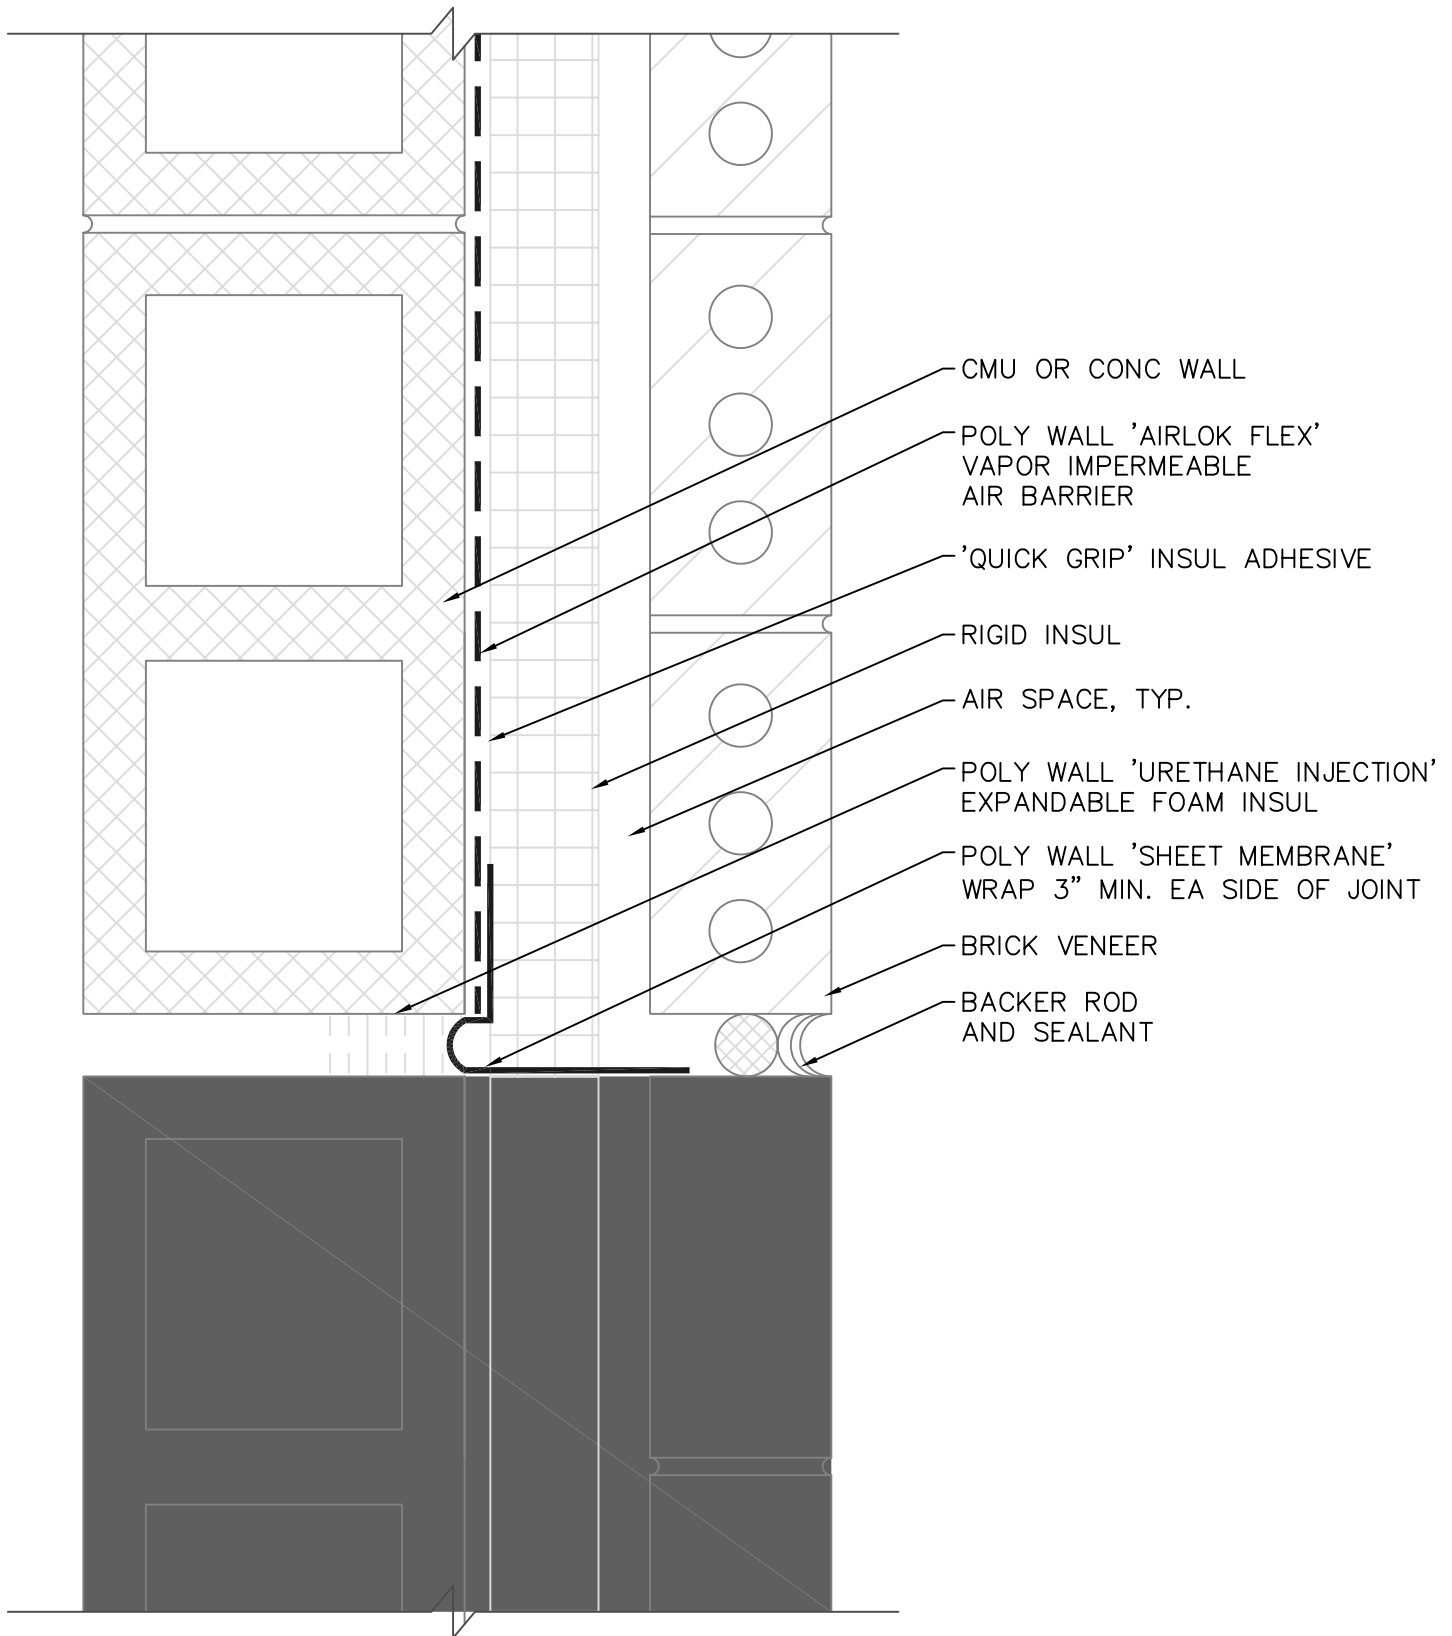 CMU OR CONC WALL
POLY WALL 'AIRLOK FLEX'
VAPOR IMPERMEABLE
AIR BARRIER
'QUICK GRIP' INSUL ADHESIVE
RIGID INSUL
AIR SPACE, TYP.
POLY WALL 'URETHANE INJECTION'
EXPANDABLE FOAM INSUL
POLY WALL 'SHEET MEMBRANE'
WRAP 3" MIN. EA SIDE OF JOINT
BRICK VENEER
BACKER ROD
AND SEALANT